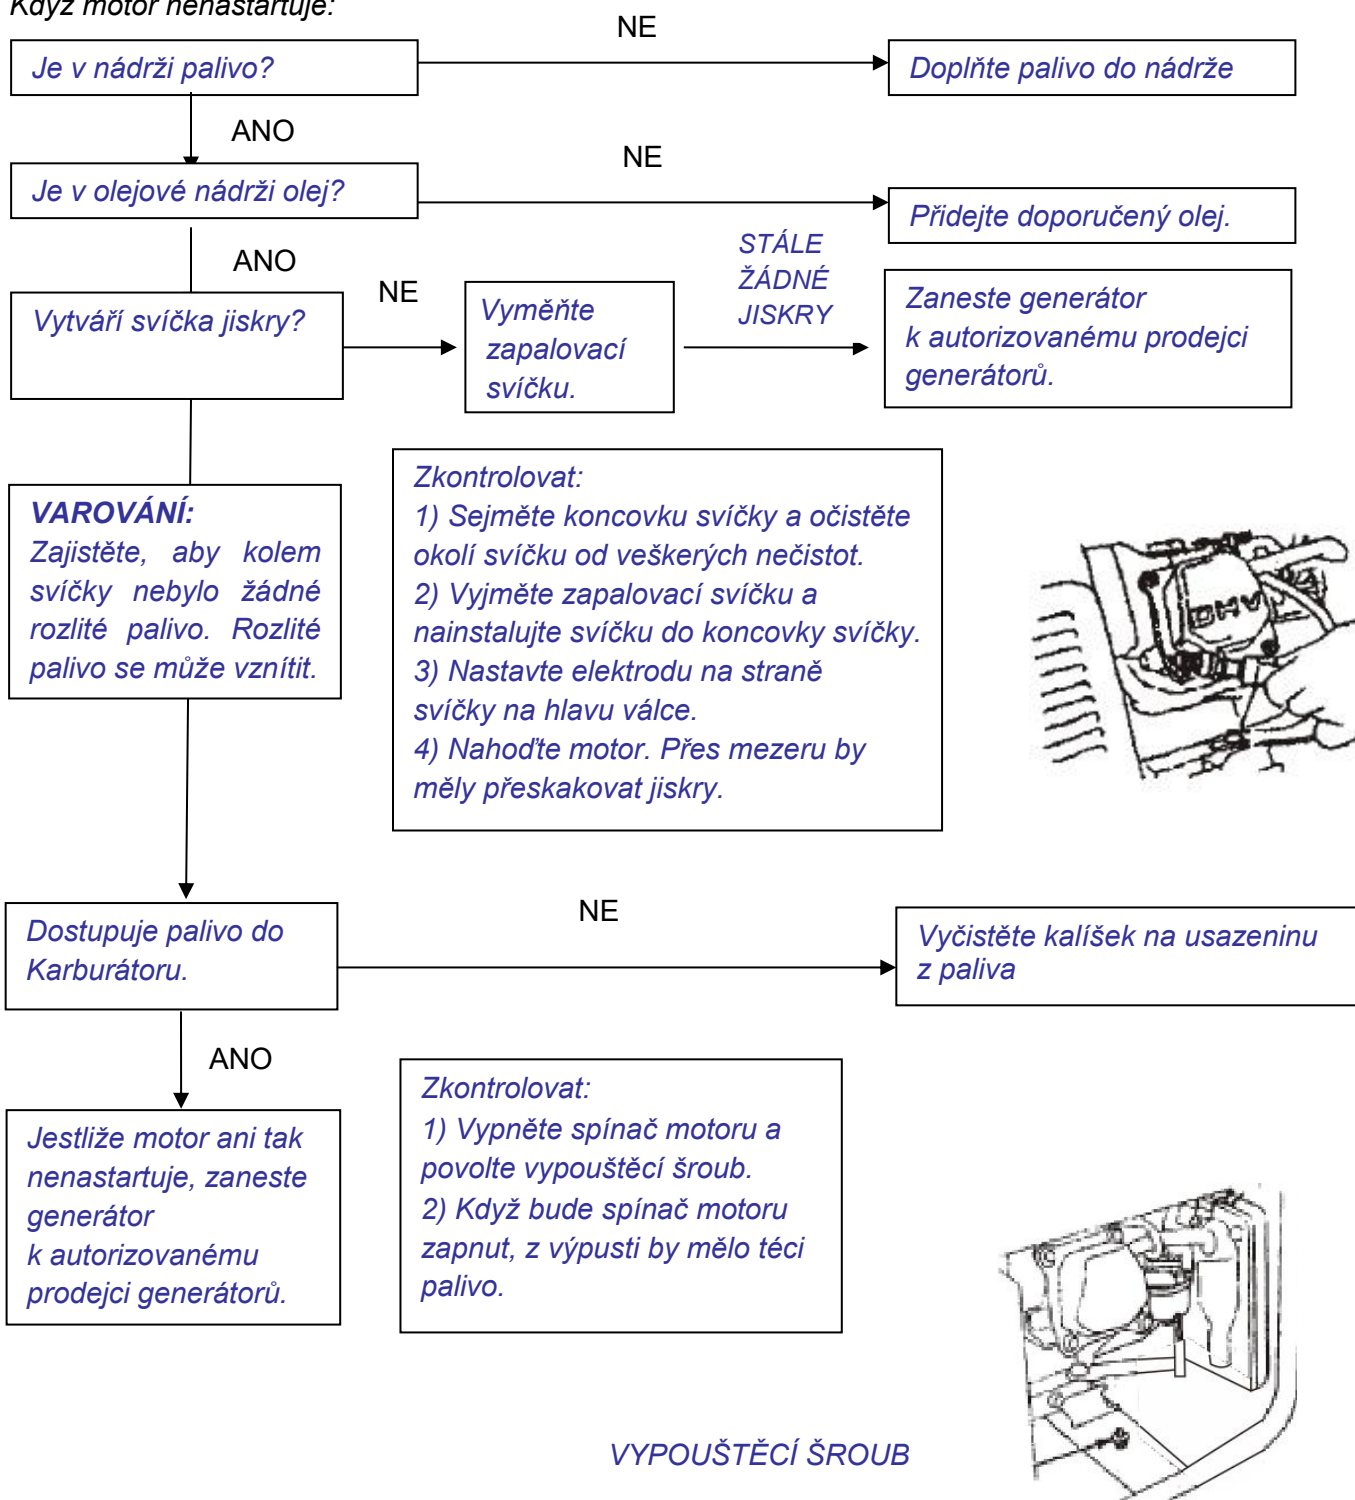 Když motor nenastartuje:
NE
Je v nádrži palivo?
Doplňte palivo do nádrže
ANO
NE
Je v olejové nádrži olej?
Přidejte doporučený olej.
ANO
NE
STÁLE
ŽÁDNÉ
JISKRY
Vytváří svíčka jiskry?
Vyměňte
zapalovací
svíčku.
Zaneste generátor
k autorizovanému prodejci
generátorů.
VAROVÁNÍ:
Zajistěte, aby kolem
svíčky nebylo žádné
rozlité palivo. Rozlité
palivo se může vznítit.
Zkontrolovat:
1) Sejměte koncovku svíčky a očistěte
okolí svíčku od veškerých nečistot.
2) Vyjměte zapalovací svíčku a
nainstalujte svíčku do koncovky svíčky.
3) Nastavte elektrodu na straně
svíčky na hlavu válce.
4) Nahoďte motor. Přes mezeru by
měly přeskakovat jiskry.
OHV
NE
Dostupuje palivo do
Karburátoru.
Vyčistěte kalíšek na usazeninu
z paliva
ANO
Jestliže motor ani tak
nenastartuje, zaneste
generátor
k autorizovanému
prodejci generátorů.
Zkontrolovat:
1) Vypněte spínač motoru a
povolte vypouštěcí šroub.
2) Když bude spínač motoru
zapnut, z výpusti by mělo téci
palivo.
VYPOUŠTĚCÍ ŠROUB